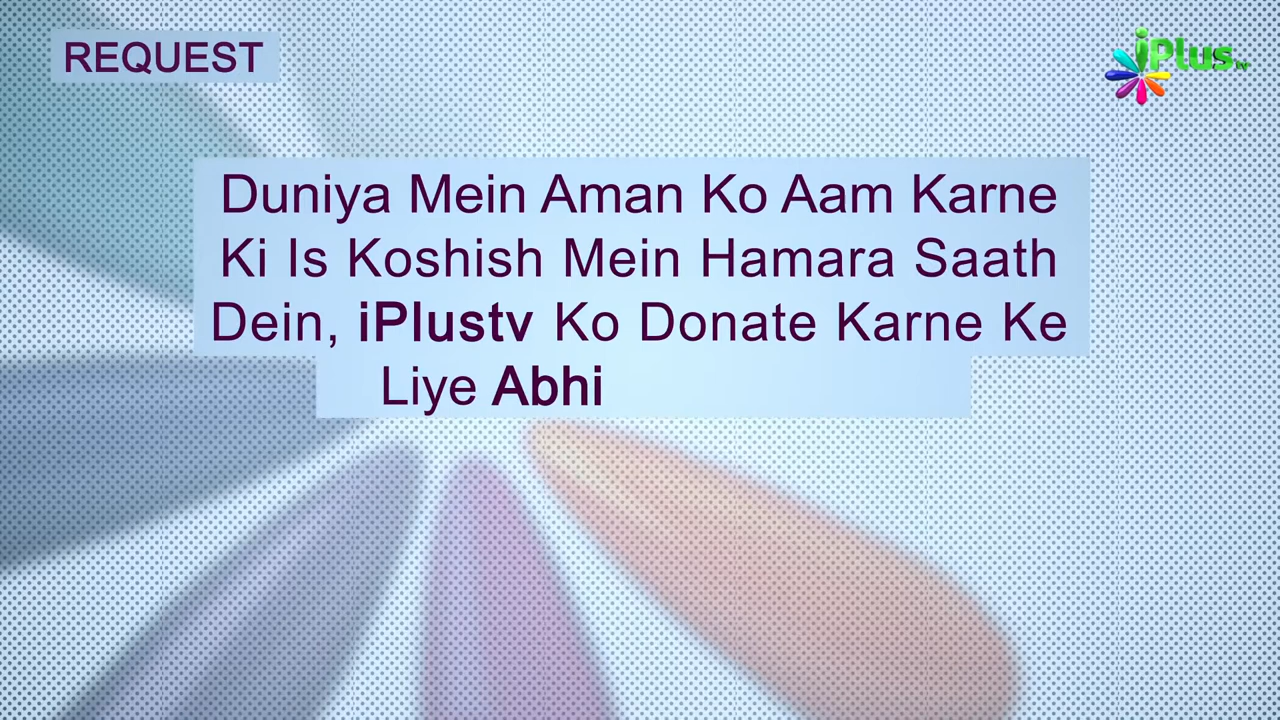 REQUEST
iPlus tv
Duniya Mein Aman Ko Aam Karne
Ki Is Koshish Mein Hamara Saath
Dein, iPlustv Ko Donate Karne Ke
Liye Abhi